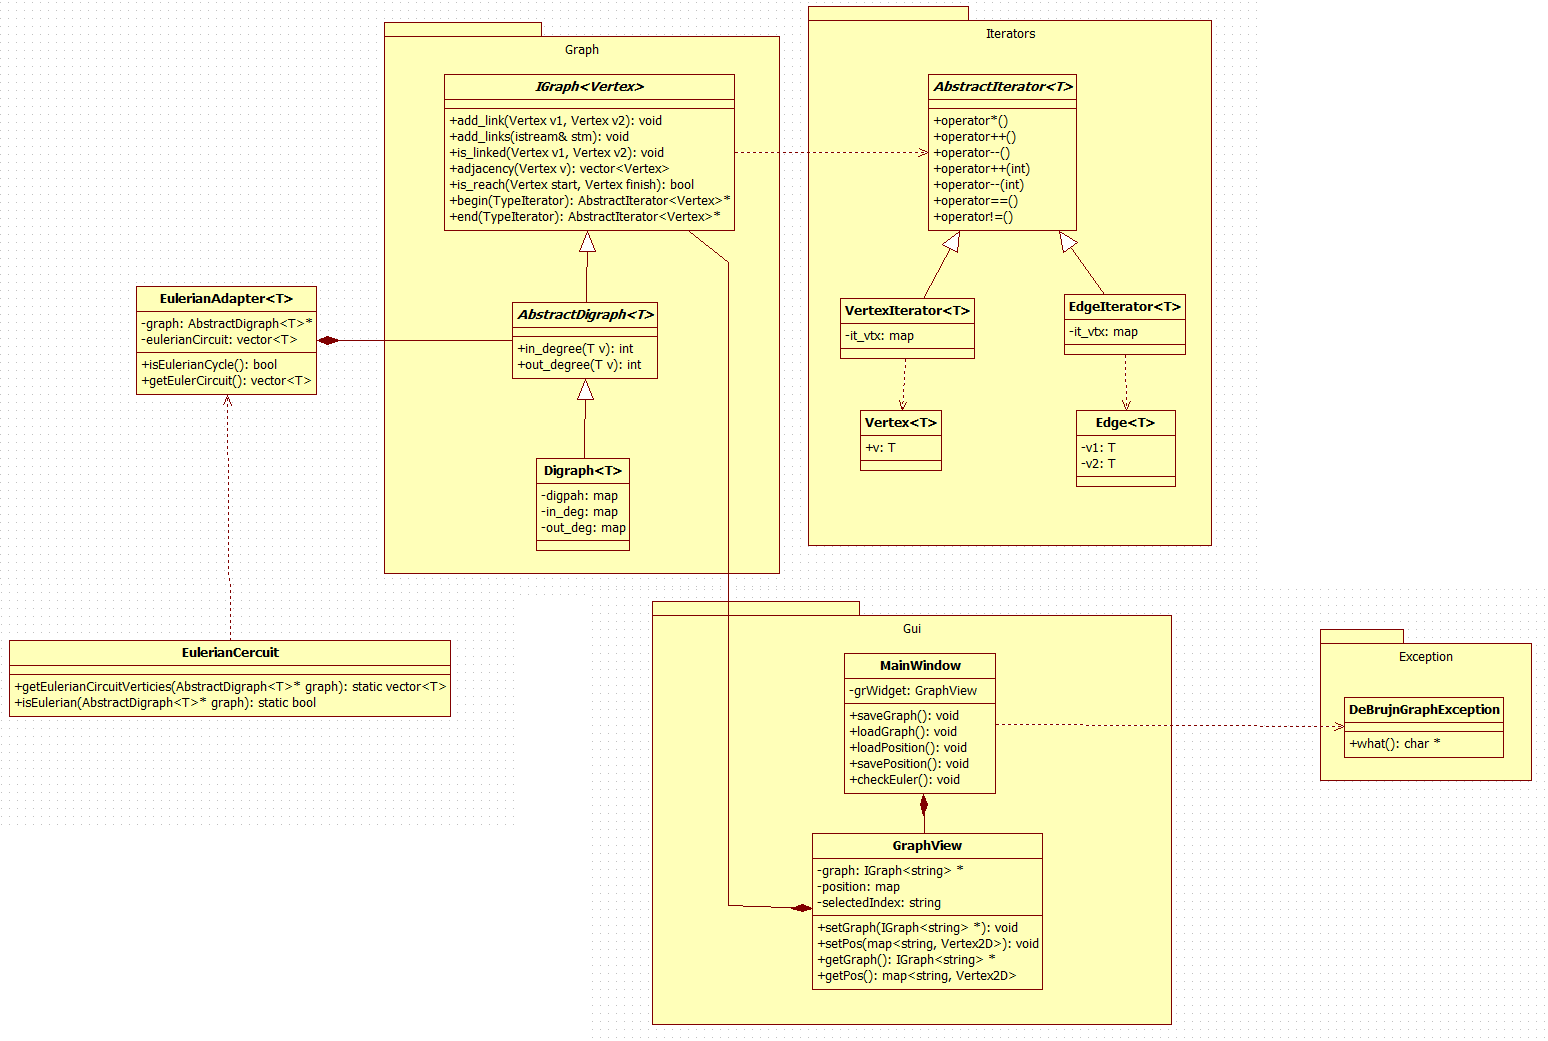 Graph
IGraph<Vertex>
+add_link(Vertex v1, Vertex v2): void
+add_links(istream& stm): void
+is_linked(Vertex v1, Vertex v2): void
+adjacency(Vertex v): vector<Vertex>
+is_reach(Vertex start, Vertex finish): bool
+begin(TypeIterator): AbstractIterator<Vertex>*
+end(TypeIterator): AbstractIterator<Vertex>*
AbstractDigraph<T>
+in_degree(T v): int
+out_degree(T v): int
Digraph<T>
-digpah: map
-in_deg: map
-out_deg: map
Iterators
AbstractIterator<T>
+operator*()
+operator++()
+operator--()
+operator++(int)
+operator--(int)
+operator==()
+operator!=()
VertexIterator<T>
-it_vtx: map
EdgeIterator<T>
-it_vtx: map
Vertex<T>
+v: T
Edge<T>
-v1: T
-v2: T
EulerianAdapter<T>
-graph: AbstractDigraph<T>*
-eulerianCircuit: vector<T>
+isEulerianCycle(): bool
+getEulerCircuit(): vector<T>
EulerianCercuit
+getEulerianCircuitVerticies(AbstractDigraph<T>* graph): static vector<T>
+isEulerian(AbstractDigraph<T>* graph): static bool
Gui
MainWindow
-grWidget: GraphView
+saveGraph(): void
+loadGraph(): void
+loadPosition(): void
+savePosition(): void
+checkEuler(): void
GraphView
-graph: IGraph<string> *
-position: map
-selectedIndex: string
+setGraph(IGraph<string> *): void
+setPos(map<string, Vertex2D>): void
+getGraph(): IGraph<string> *
+getPos(): map<string, Vertex2D>
Exception
DeBrujnGraphException
+what(): char *